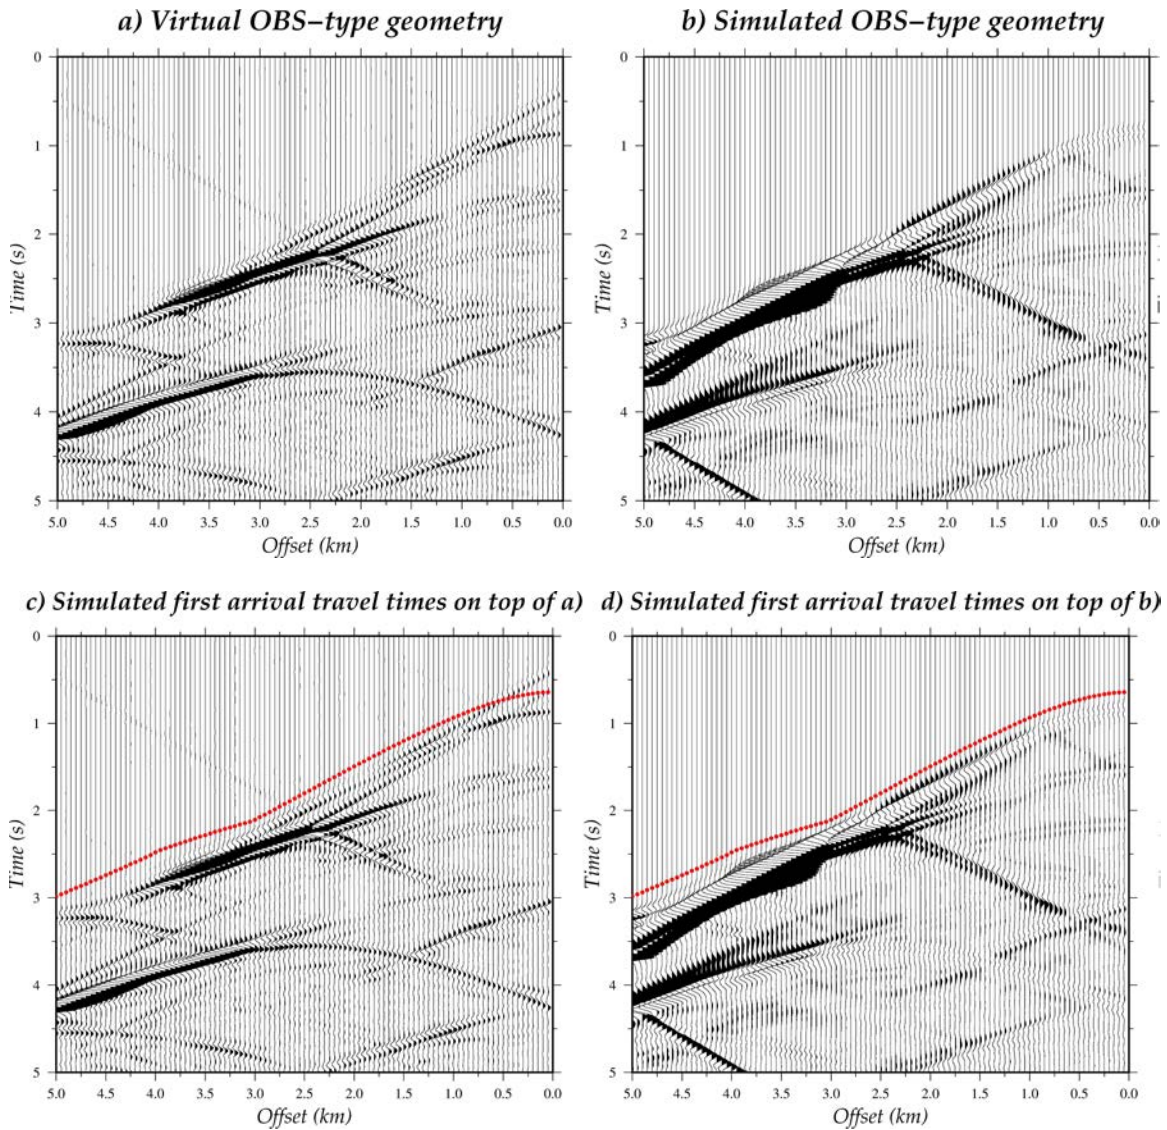 a) Virtual OBS–type geometry
b) Simulated OBS–type geometry
0
1
2
3
4
5
Time (s)
5.0 4.5 4.0 3.5 3.0 2.5 2.0 1.5 1.0 0.5 0.0
Offset (km)
0
1
2
3
4
5
Time (s)
5.0 4.5 4.0 3.5 3.0 2.5 2.0 1.5 1.0 0.5 0.0
Offset (km)
c) Simulated first arrival travel times on top of a)
d) Simulated first arrival travel times on top of b)
0
1
2
3
4
5
Time (s)
5.0 4.5 4.0 3.5 3.0 2.5 2.0 1.5 1.0 0.5 0.0
Offset (km)
0
1
2
3
4
5
Time (s)
5.0 4.5 4.0 3.5 3.0 2.5 2.0 1.5 1.0 0.5 0.0
Offset (km)